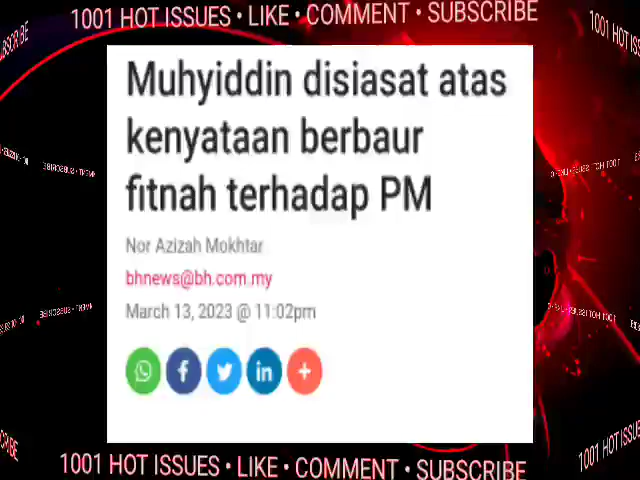 1001 HOT ISSUES • LIKE • COMMENT • SUBSCRIBE
Muhyiddin disiasat atas
kenyataan berbaur
fitnah terhadap PM
Nor Azizah Mokhtar
bhnews@bh.com.my
March 13, 2023 @ 11:02pm
1001 HOT ISSUES • LIKE • COMMENT • SUBSCRIBE